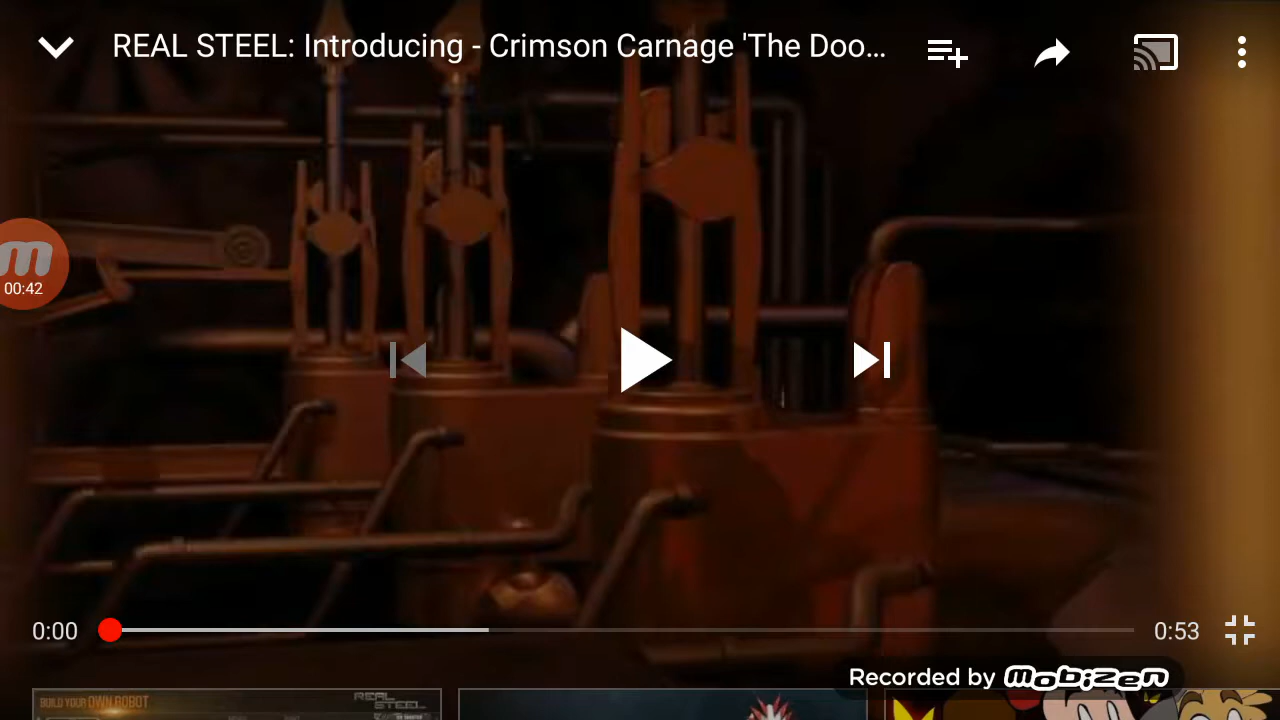 REAL STEEL: Introducing - Crimson Carnage 'The Doo...
m
00:42
0:00
0:53
Recorded by mobizen
BUILD YOUR OWN ROBOT
REAL STEEL